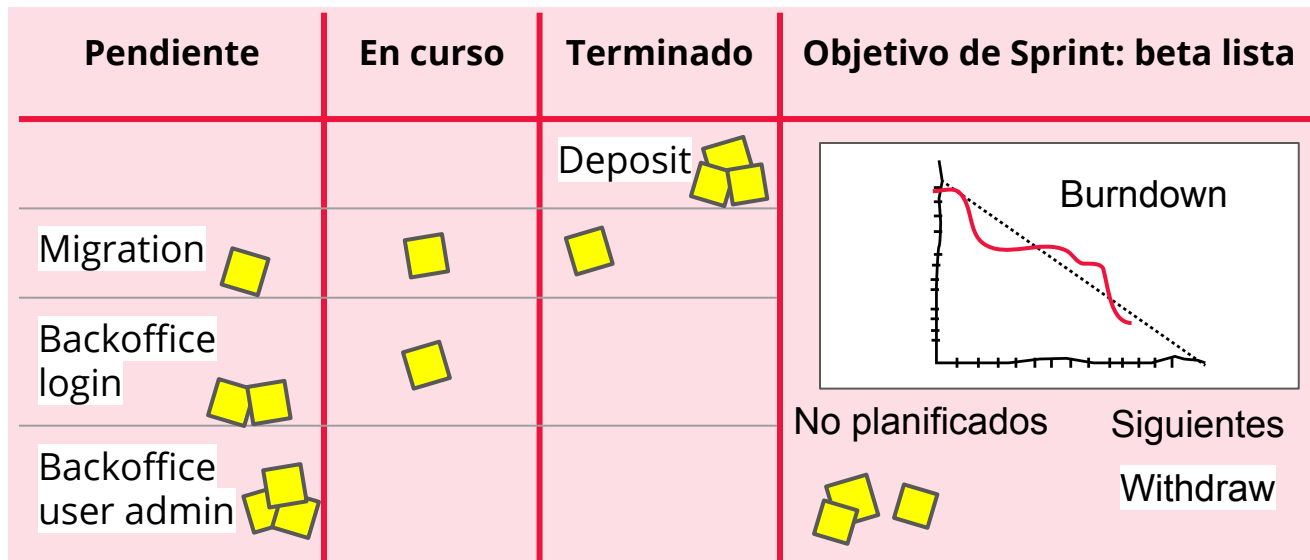 Pendiente
En curso
Terminado
Objetivo de Sprint: beta lista
Deposit
Burndown
Migration
Backoffice
login
No planificados
Siguientes
Backoffice
user admin
Withdraw